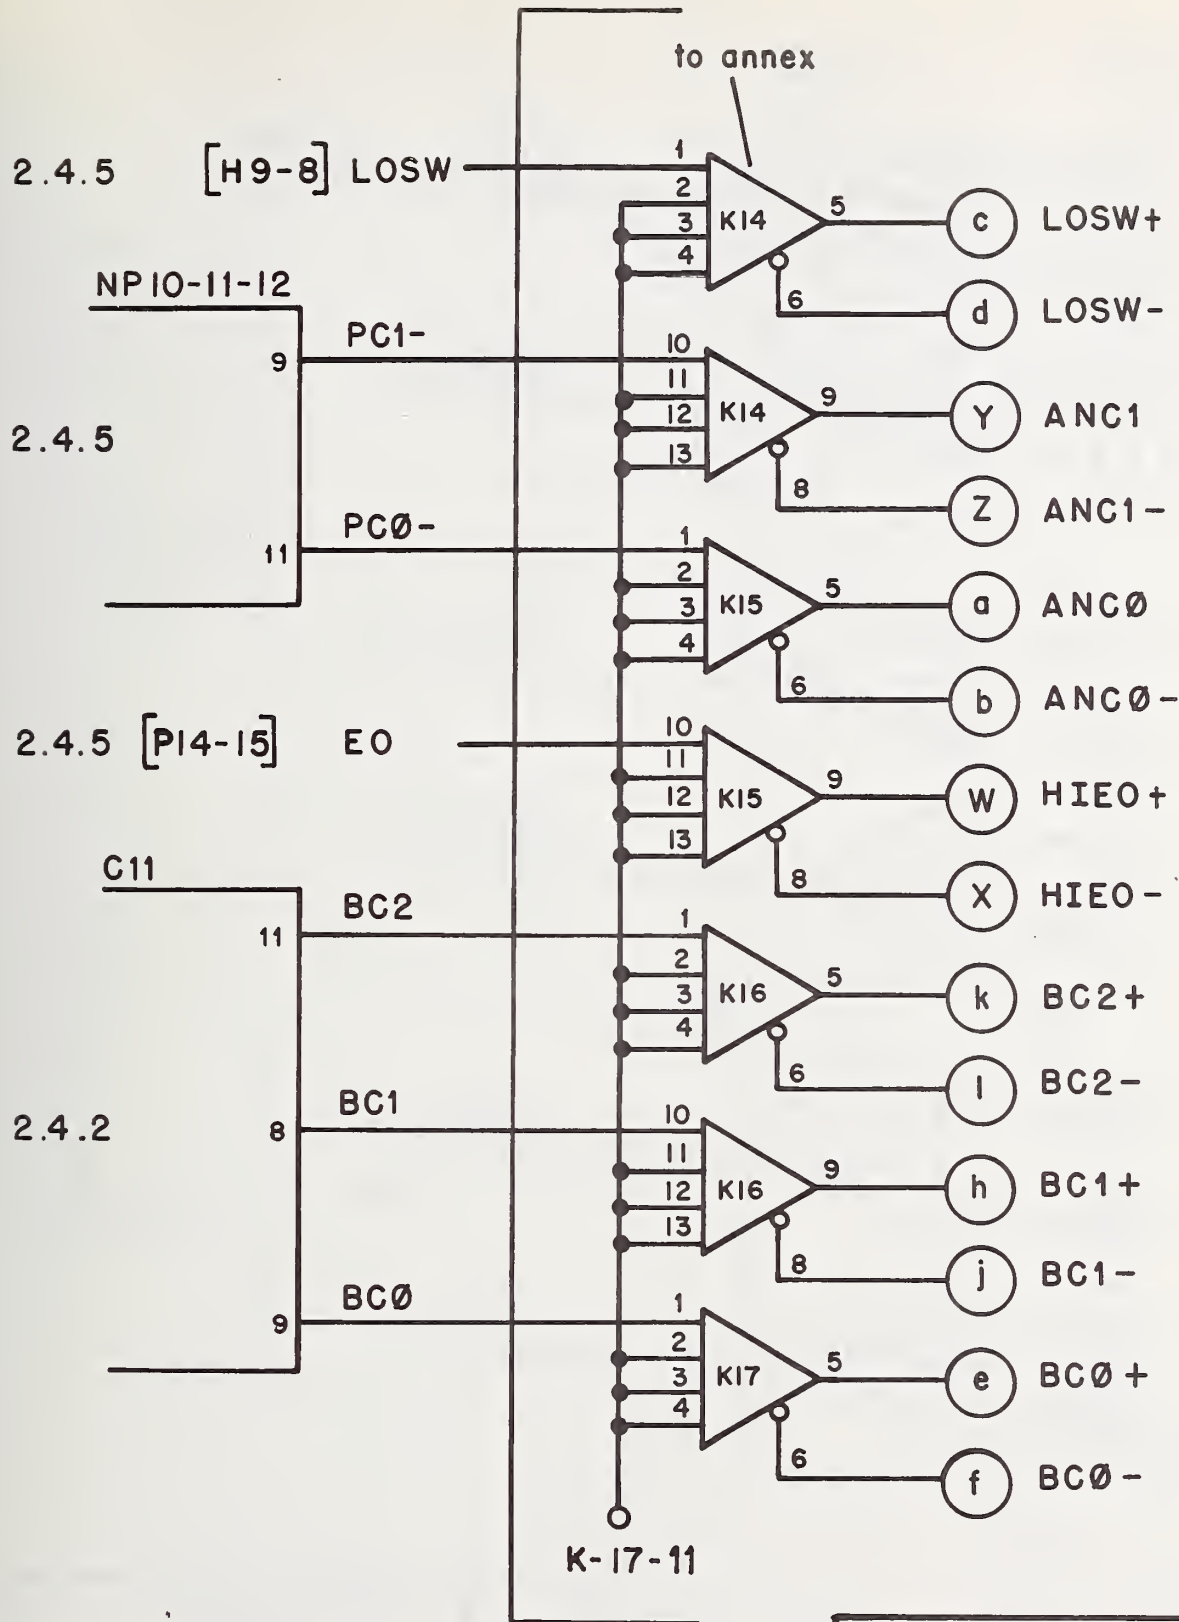 to annex
2.4.5 [H9-8] LOSW 1 2 3 4 K14 5 c LOSW+
6 d LOSW-
NP10-11-12
9 PC1- 10 11 12 13 K14 9 Y ANC1
2.4.5
8 Z ANC1-
11 PCØ- 1 2 3 4 K15 5 a ANCØ
6 b ANCØ-
2.4.5 [P14-15] EO 10 11 12 13 K15 9 W HIEO+
8 X HIEO-
C11
11 BC2 1 2 3 4 K16 5 k BC2+
6 l BC2-
2.4.2
8 BC1 10 11 12 13 K16 9 h BC1+
8 j BC1-
9 BCØ 1 2 3 4 K17 5 e BCØ+
6 f BCØ-
K-17-11